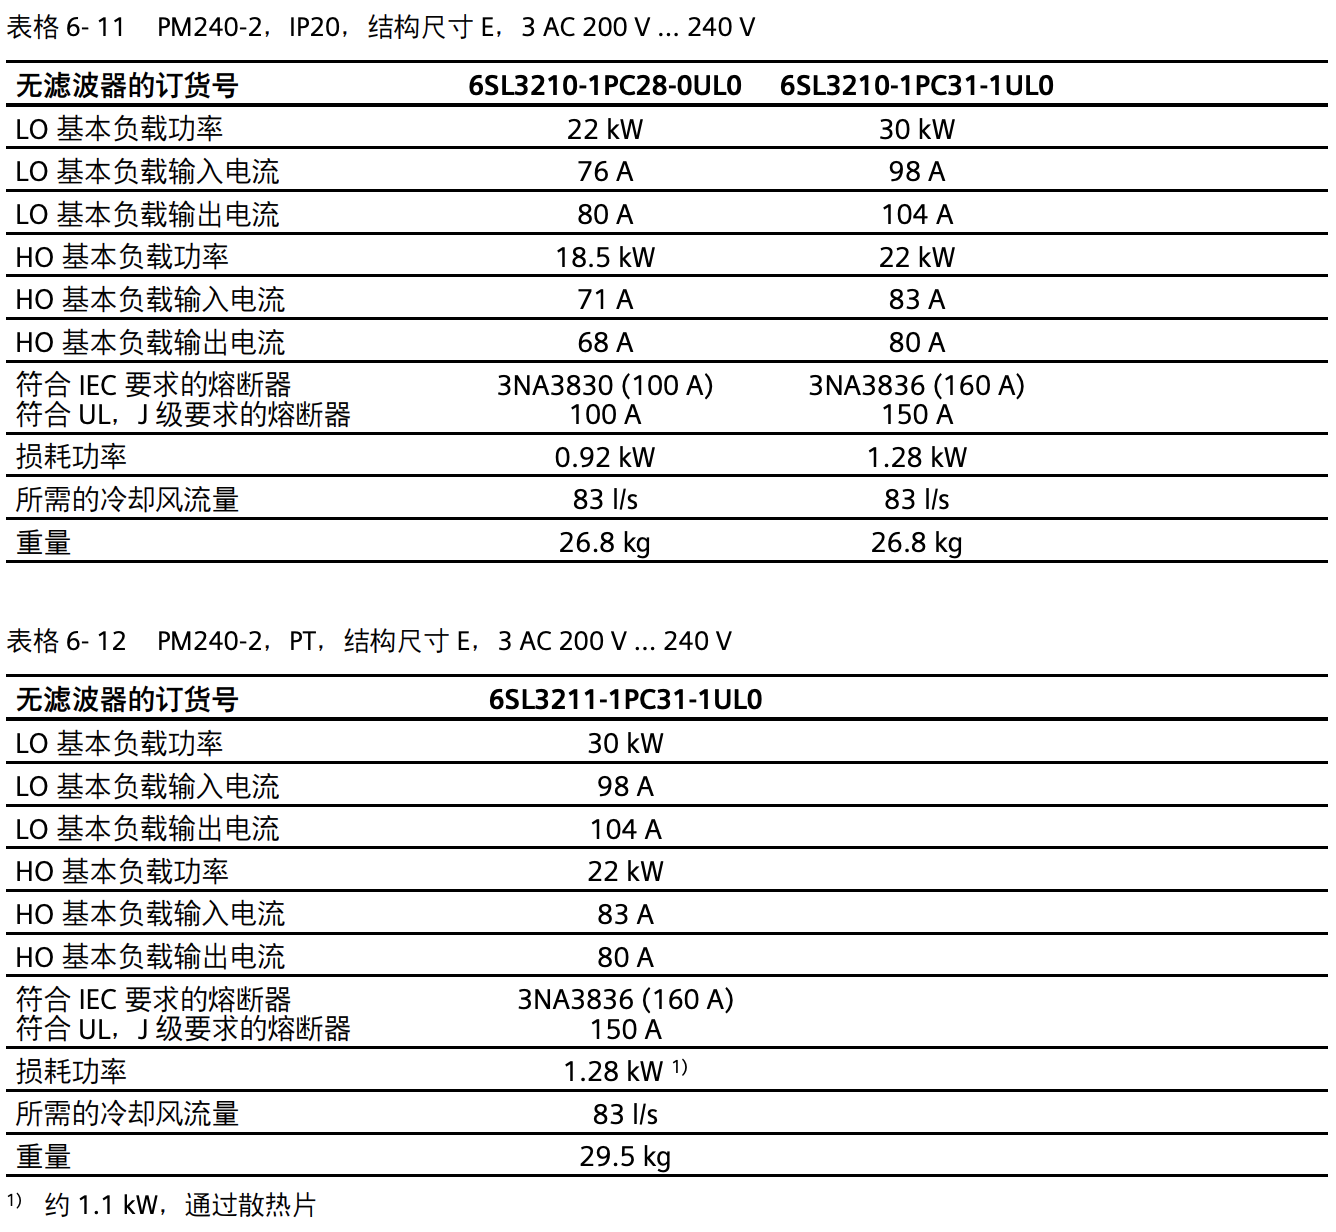 表格 6- 11 PM240-2，IP20，结构尺寸 E，3 AC 200 V ... 240 V
无滤波器的订货号 6SL3210-1PC28-0UL0 6SL3210-1PC31-1UL0
LO 基本负载功率 22 kW 30 kW
LO 基本负载输入电流 76 A 98 A
LO 基本负载输出电流 80 A 104 A
HO 基本负载功率 18.5 kW 22 kW
HO 基本负载输入电流 71 A 83 A
HO 基本负载输出电流 68 A 80 A
符合 IEC 要求的熔断器 3NA3830 (100 A) 3NA3836 (160 A)
符合 UL，J 级要求的熔断器 100 A 150 A
损耗功率 0.92 kW 1.28 kW
所需的冷却风流量 83 l/s 83 l/s
重量 26.8 kg 26.8 kg
表格 6- 12 PM240-2，PT，结构尺寸 E，3 AC 200 V ... 240 V
无滤波器的订货号 6SL3211-1PC31-1UL0
LO 基本负载功率 30 kW
LO 基本负载输入电流 98 A
LO 基本负载输出电流 104 A
HO 基本负载功率 22 kW
HO 基本负载输入电流 83 A
HO 基本负载输出电流 80 A
符合 IEC 要求的熔断器 3NA3836 (160 A)
符合 UL，J 级要求的熔断器 150 A
损耗功率 1.28 kW 1)
所需的冷却风流量 83 l/s
重量 29.5 kg
1) 约 1.1 kW，通过散热片